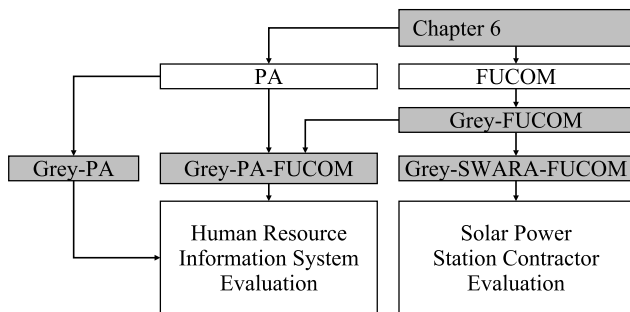 Chapter 6
PA
FUCOM
Grey-FUCOM
Grey-PA
Grey-PA-FUCOM
Grey-SWARA-FUCOM
Human Resource
Information System
Evaluation
Solar Power
Station Contractor
Evaluation